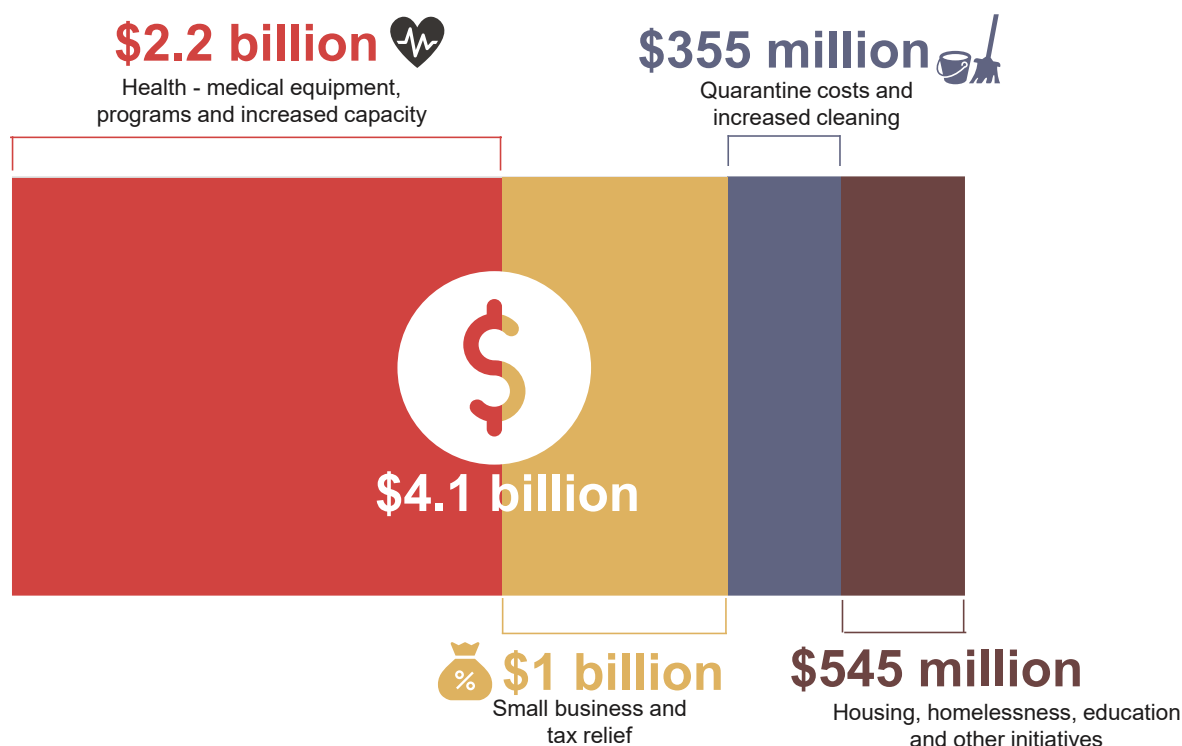 $2.2 billion
Health - medical equipment,
programs and increased capacity
$355 million
Quarantine costs and
increased cleaning
$
$4.1 billion
%
$1 billion
Small business and
tax relief
$545 million
Housing, homelessness, education
and other initiatives